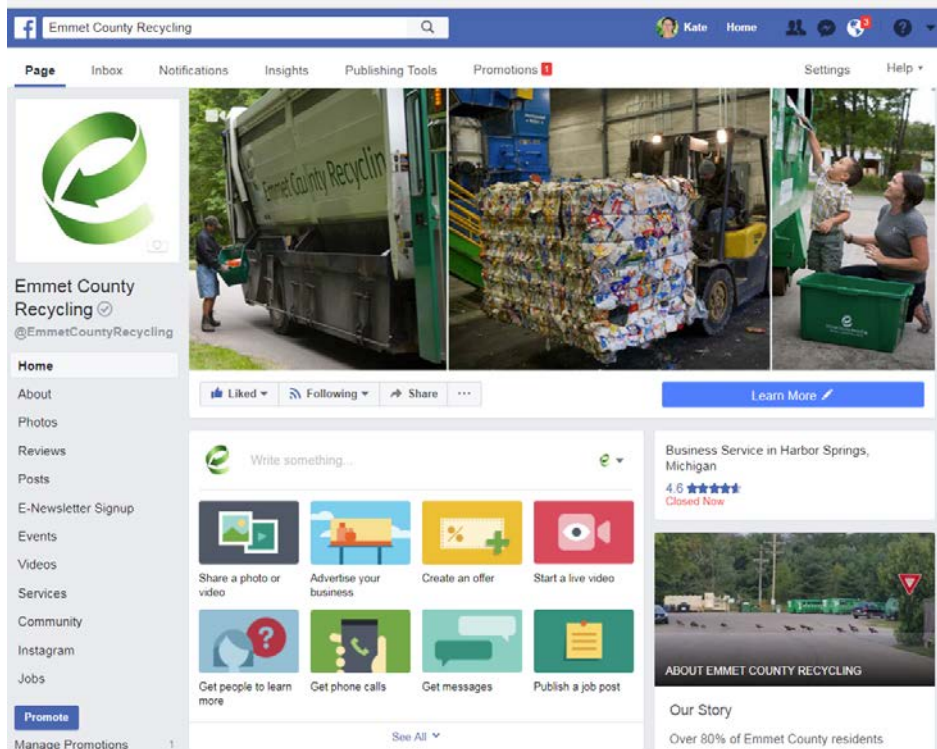 Emmet County Recycling
Kate Home
3
Page Inbox Notifications Insights Publishing Tools Promotions 1 Settings Help
Emmet County Recyclin
Emmet County
Recycling
@EmmetCountyRecycling
Home
About
Photos
Reviews
Posts
E-Newsletter Signup
Events
Videos
Services
Community
Instagram
Jobs
Promote
Manage Promotions 1
Liked Following Share ...
Learn More
Write something...
Share a photo or
video
Advertise your
business
Create an offer
Start a live video
Get people to learn
more
Get phone calls
Get messages
Publish a job post
See All
Business Service in Harbor Springs,
Michigan
4.6
Closed Now
ABOUT EMMET COUNTY RECYCLING
Our Story
Over 80% of Emmet County residents